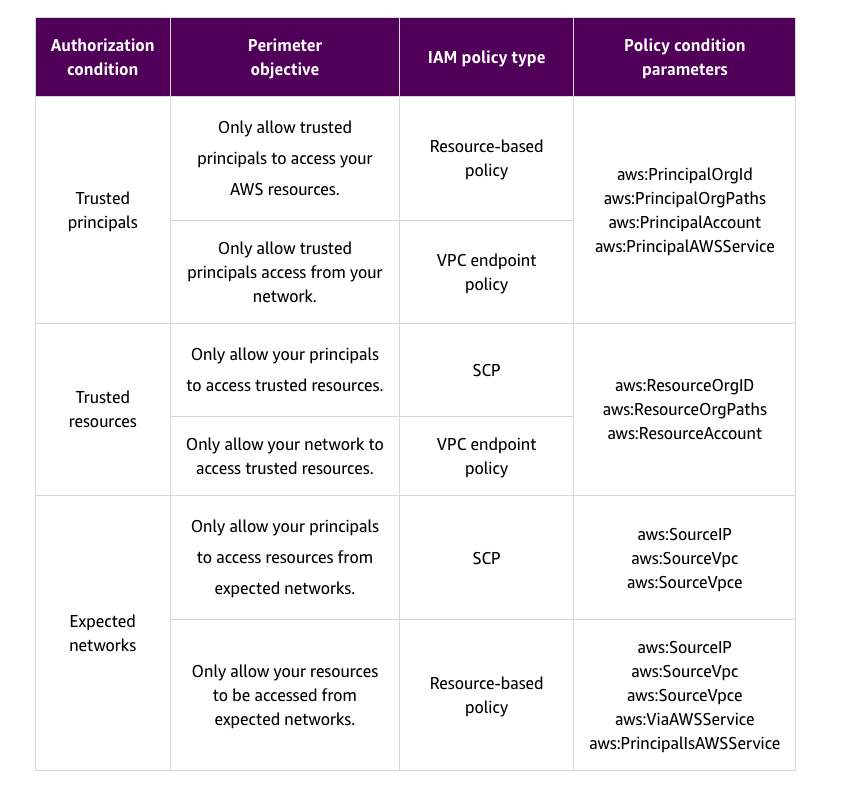 Authorization
condition
Perimeter
objective
IAM policy type
Policy condition
parameters
Trusted
principals
Only allow trusted
principals to access your
AWS resources.
Resource-based
policy
aws:PrincipalOrgId
aws:PrincipalOrgPaths
aws:PrincipalAccount
aws:PrincipalAWSService
Only allow trusted
principals access from your
network.
VPC endpoint
policy
Trusted
resources
Only allow your principals
to access trusted resources.
SCP
aws:ResourceOrgID
aws:ResourceOrgPaths
aws:ResourceAccount
Only allow your network to
access trusted resources.
VPC endpoint
policy
Expected
networks
Only allow your principals
to access resources from
expected networks.
SCP
aws:SourceIP
aws:SourceVpc
aws:SourceVpce
Only allow your resources
to be accessed from
expected networks.
Resource-based
policy
aws:SourceIP
aws:SourceVpc
aws:SourceVpce
aws:ViaAWSService
aws:PrincipalIsAWSService